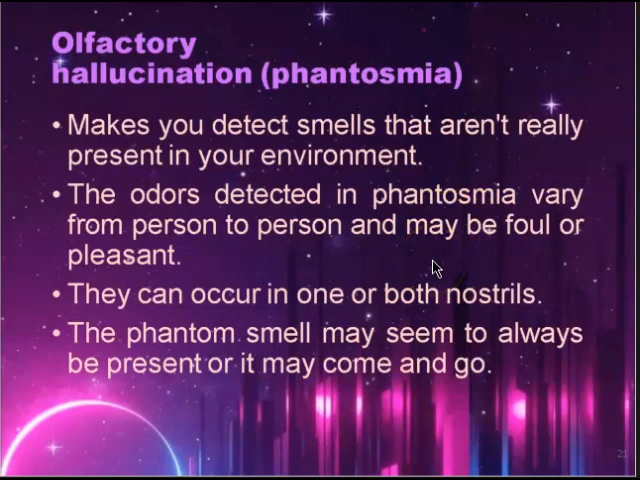 Olfactory
hallucination (phantosmia)
• Makes you detect smells that aren't really
present in your environment.
• The odors detected in phantosmia vary
from person to person and may be foul or
pleasant.
• They can occur in one or both nostrils.
• The phantom smell may seem to always
be present or it may come and go.
21